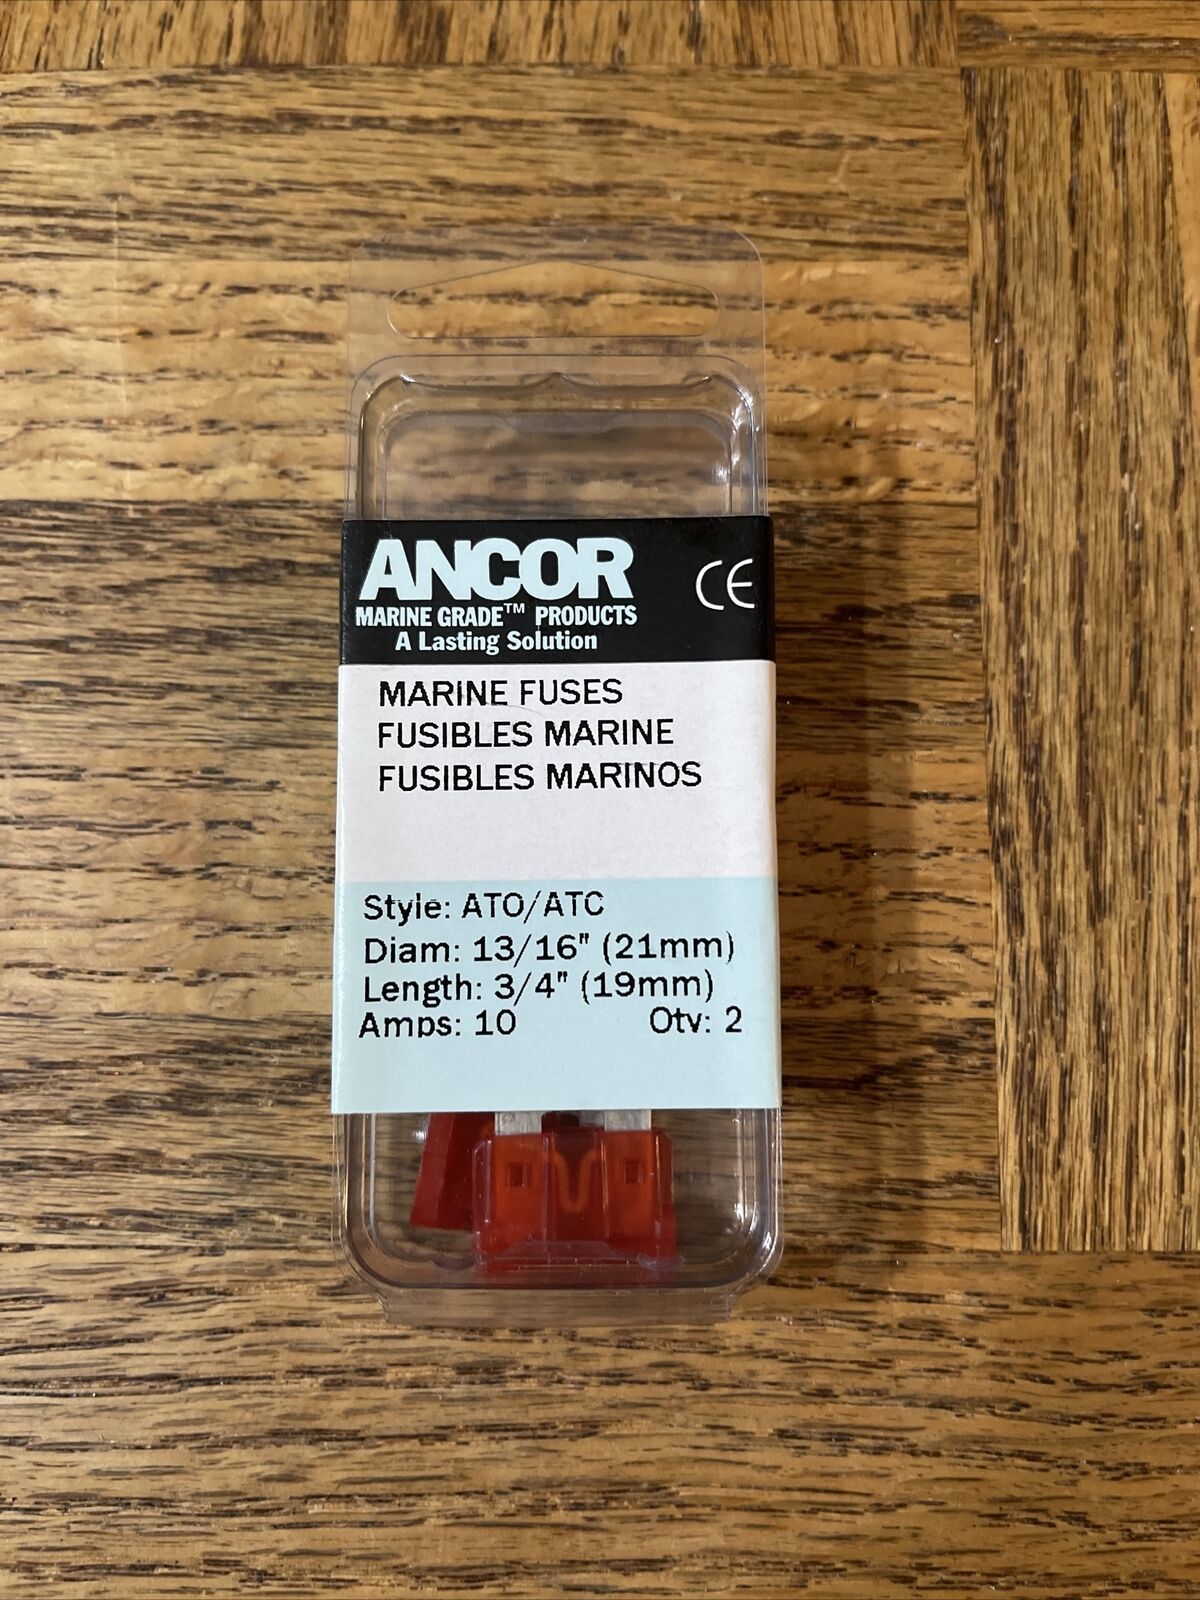 ANCOR
CE
MARINE GRADE™ PRODUCTS
A Lasting Solution
MARINE FUSES
FUSIBLES MARINE
FUSIBLES MARINOS
Style: ATO/ATC
Diam: 13/16" (21mm)
Length: 3/4" (19mm)
Amps: 10 Qty: 2